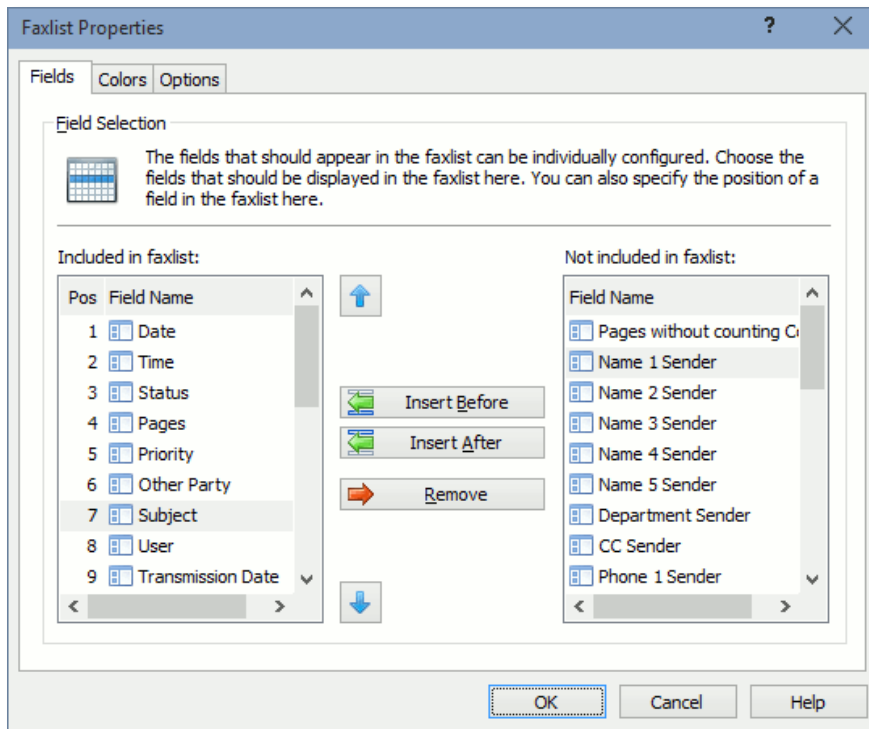 Faxlist Properties
?
Fields Colors Options
Field Selection
The fields that should appear in the faxlist can be individually configured. Choose the
fields that should be displayed in the faxlist here. You can also specify the position of a
field in the faxlist here.
Included in faxlist:
Pos Field Name
1 Date
2 Time
3 Status
4 Pages
5 Priority
6 Other Party
7 Subject
8 User
9 Transmission Date
Insert Before
Insert After
Remove
Not included in faxlist:
Field Name
Pages without counting
Name 1 Sender
Name 2 Sender
Name 3 Sender
Name 4 Sender
Name 5 Sender
Department Sender
CC Sender
Phone 1 Sender
OK Cancel Help